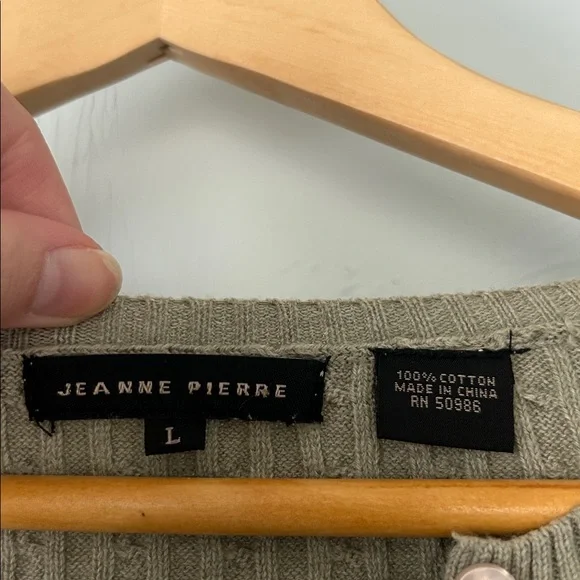 JEANNE PIERRE
L
100% COTTON
MADE IN CHINA
RN 50986